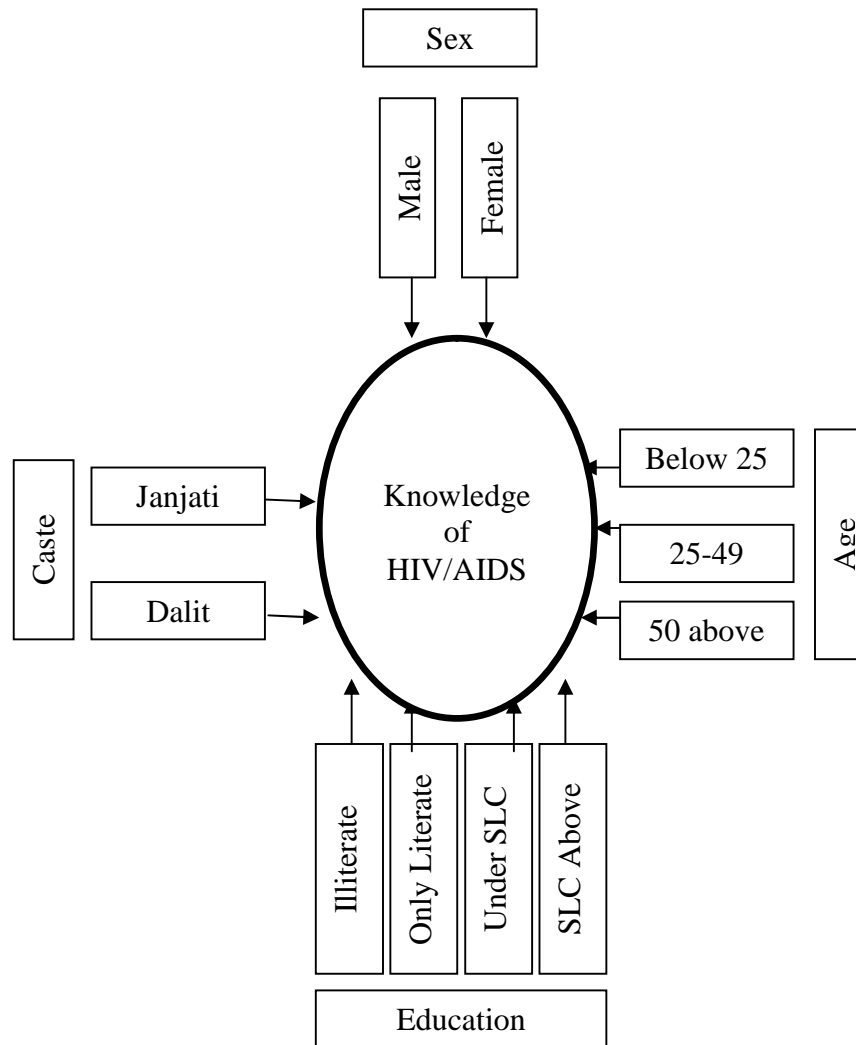 Sex
Male
Female
Caste
Janjati
Dalit
Knowledge
of
HIV/AIDS
Below 25
25-49
50 above
Age
Illiterate
Only Literate
Under SLC
SLC Above
Education